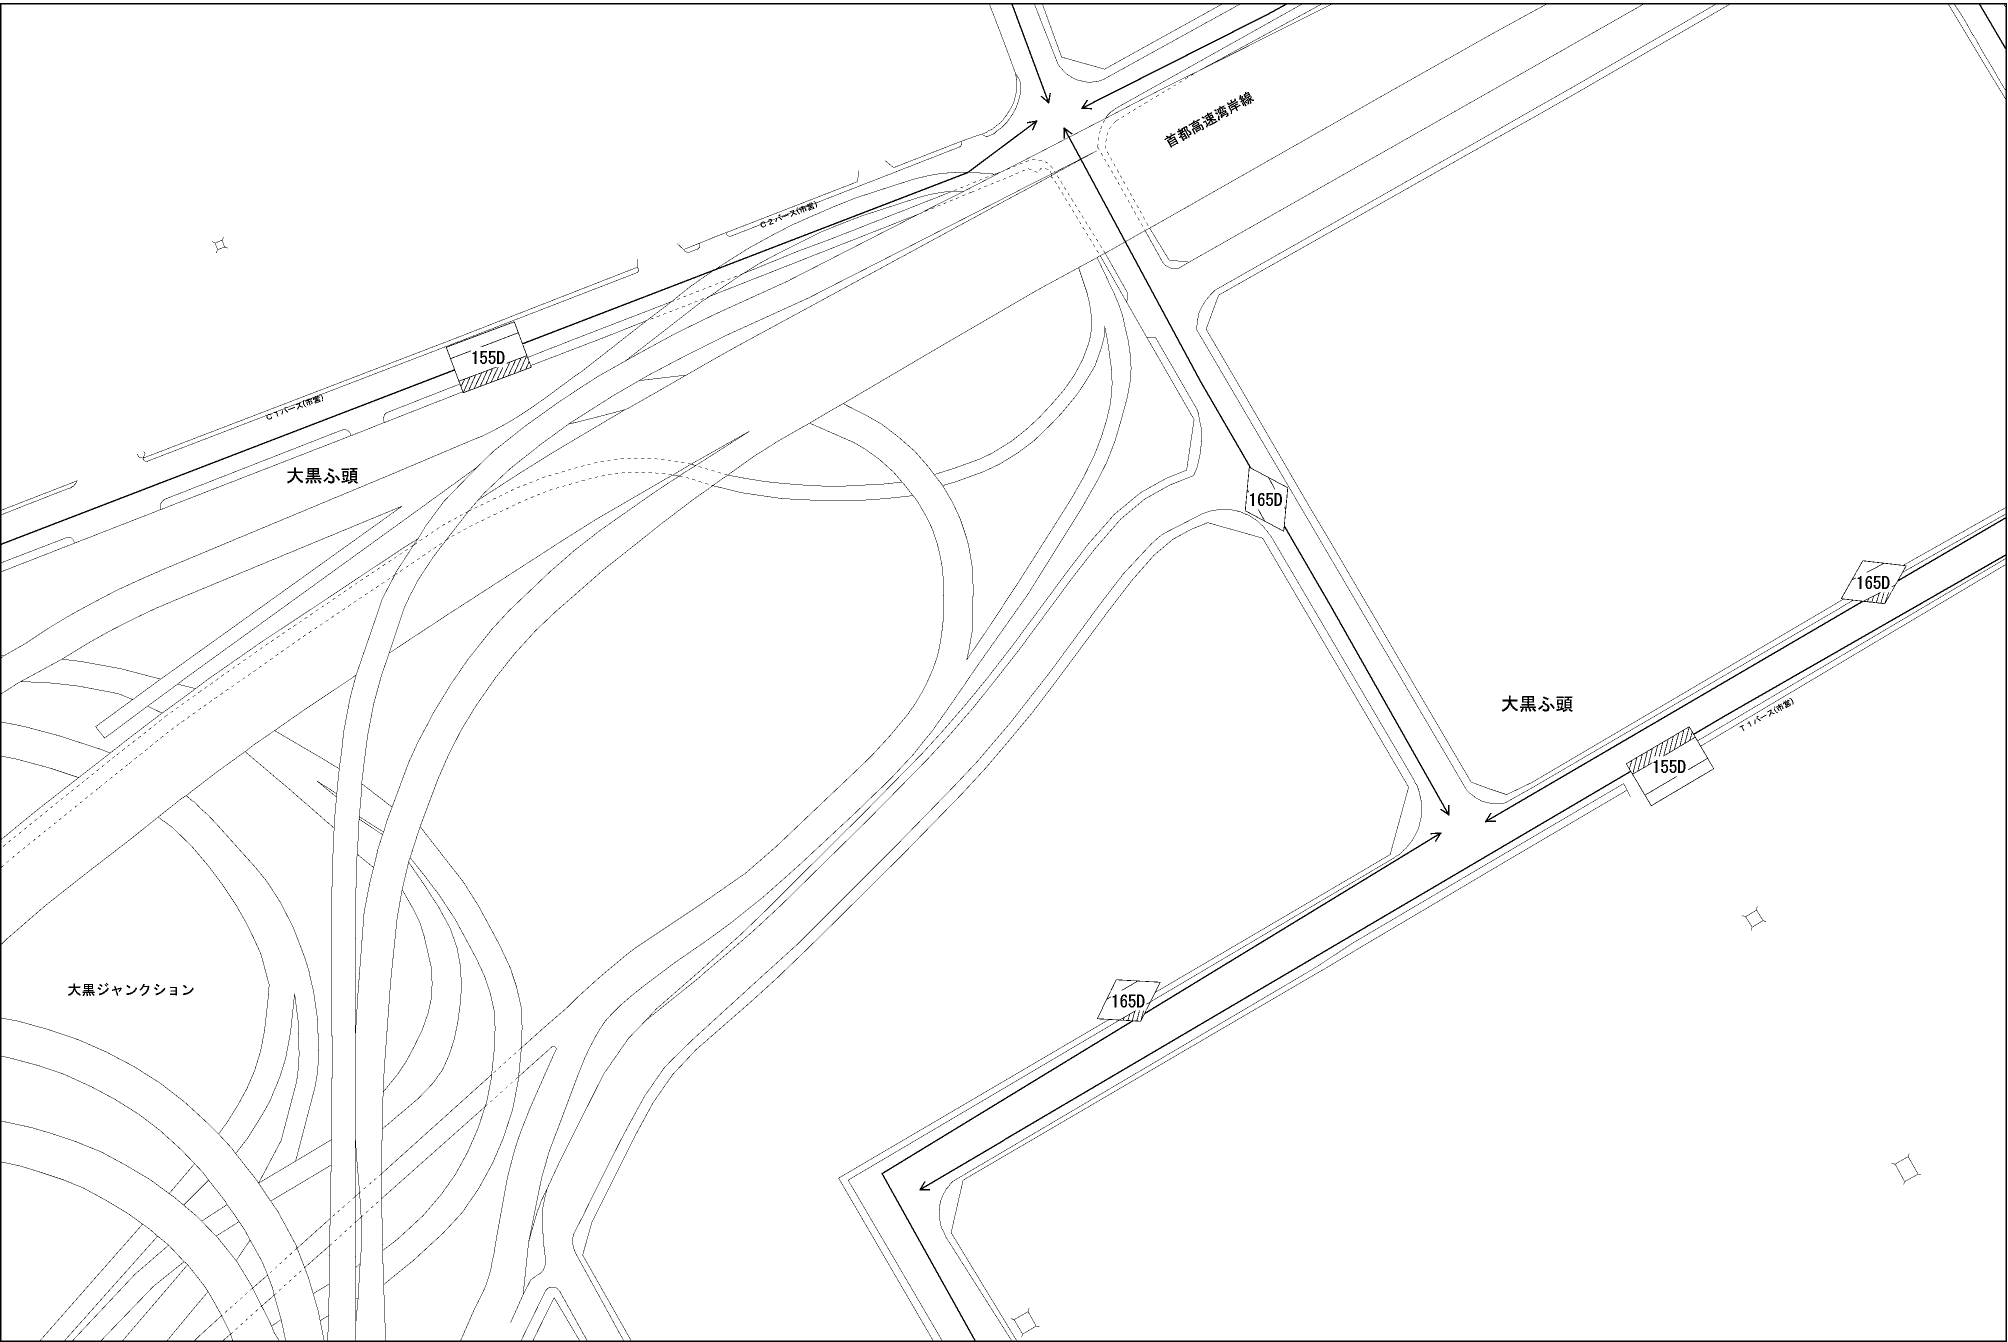 首都高速湾岸線
C2バース(市営)
155D
C1バース(市営)
大黒ふ頭
165D
165D
大黒ふ頭
T1バース(市営)
155D
大黒ジャンクション
165D